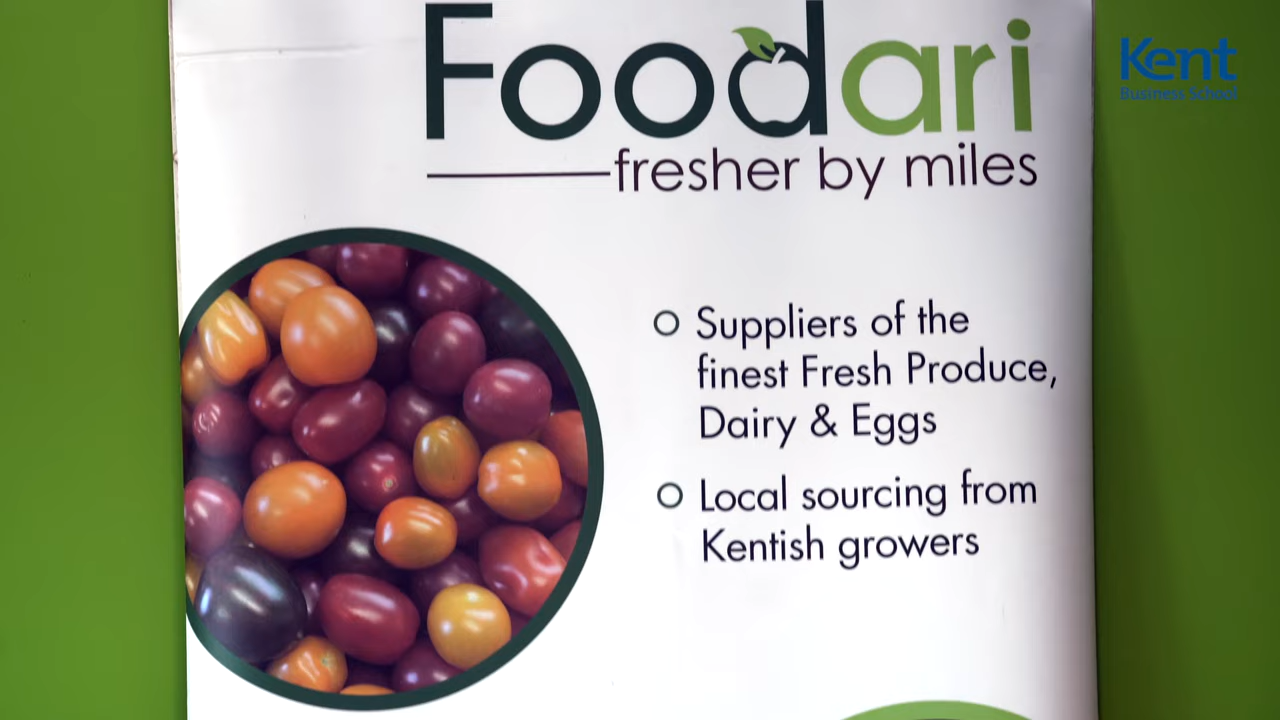 Foodari
fresher by miles
Kent
Business School
Suppliers of the
finest Fresh Produce,
Dairy & Eggs
Local sourcing from
Kentish growers